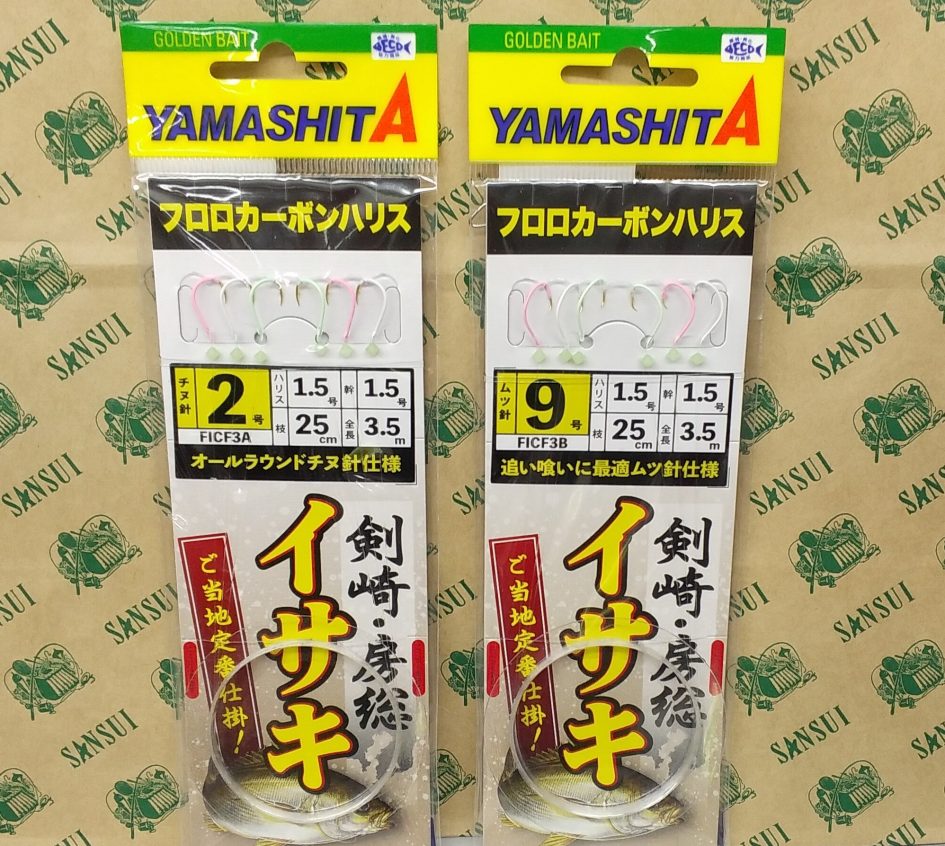 GOLDEN BAIT
ECO
YAMASHITA
フロロカーボンハリス
チヌ針
2号
ハリス
1.5号
幹
1.5号
枝
25cm
全長
3.5m
FICF3A
オールラウンドチヌ針仕様
剣崎・房総
イサキ
ご当地定番仕掛！
GOLDEN BAIT
ECO
YAMASHITA
フロロカーボンハリス
ムツ針
9号
ハリス
1.5号
幹
1.5号
枝
25cm
全長
3.5m
FICF3B
追い喰いに最適ムツ針仕様
剣崎・房総
イサキ
ご当地定番仕掛！
SANSUI